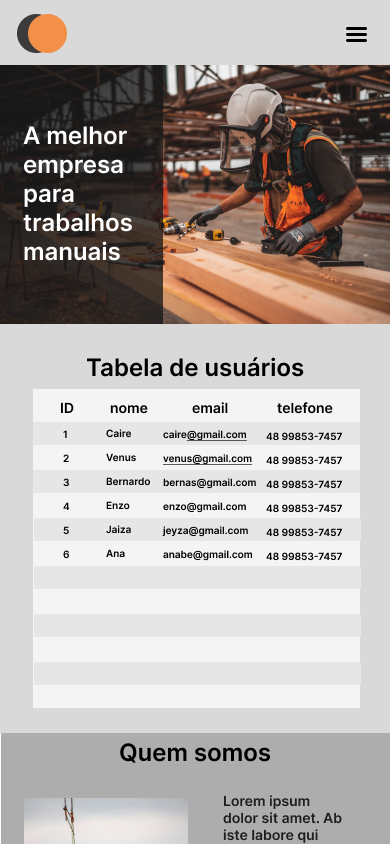 A melhor
empresa
para
trabalhos
manuais
Tabela de usuários
ID nome email telefone
1 Caire caire@gmail.com 48 99853-7457
2 Venus venus@gmail.com 48 99853-7457
3 Bernardo bernas@gmail.com 48 99853-7457
4 Enzo enzo@gmail.com 48 99853-7457
5 Jaiza jeyza@gmail.com 48 99853-7457
6 Ana anabe@gmail.com 48 99853-7457
Quem somos
Lorem ipsum
dolor sit amet. Ab
iste labore qui